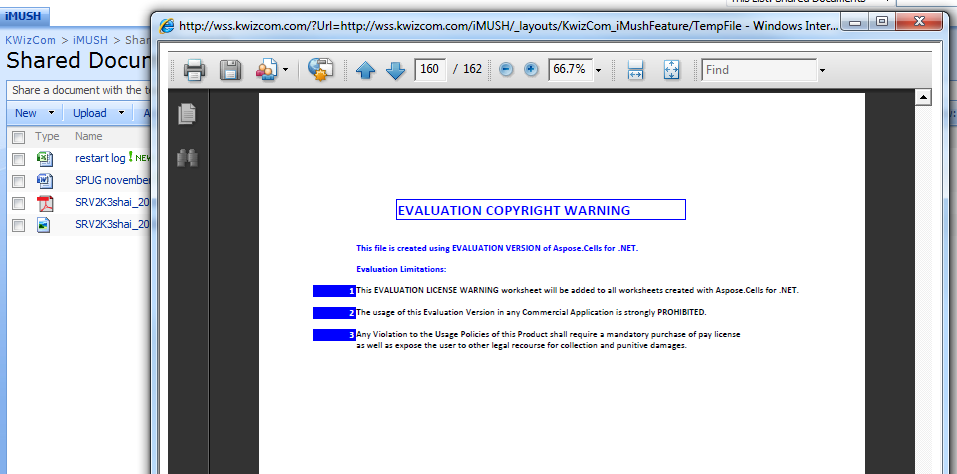 iMUSH
http://wss.kwizcom.com/?Url=http://wss.kwizcom.com/iMUSH/_layouts/KwizCom_iMushFeature/TempFile - Windows Inter...
KWizCom > iMUSH > Shar
Shared Docum
Share a document with the t
New Upload A
Type Name
restart log ! NEW
SPUG november
SRV2K3shai_20
SRV2K3shai_20
160 / 162 66.7% Find
EVALUATION COPYRIGHT WARNING
This file is created using EVALUATION VERSION of Aspose.Cells for .NET.
Evaluation Limitations:
1 This EVALUATION LICENSE WARNING worksheet will be added to all worksheets created with Aspose.Cells for .NET.
2 The usage of this Evaluation Version in any Commercial Application is strongly PROHIBITED.
3 Any Violation to the Usage Policies of this Product shall require a mandatory purchase of pay license
as well as expose the user to other legal recourse for collection and punitive damages.